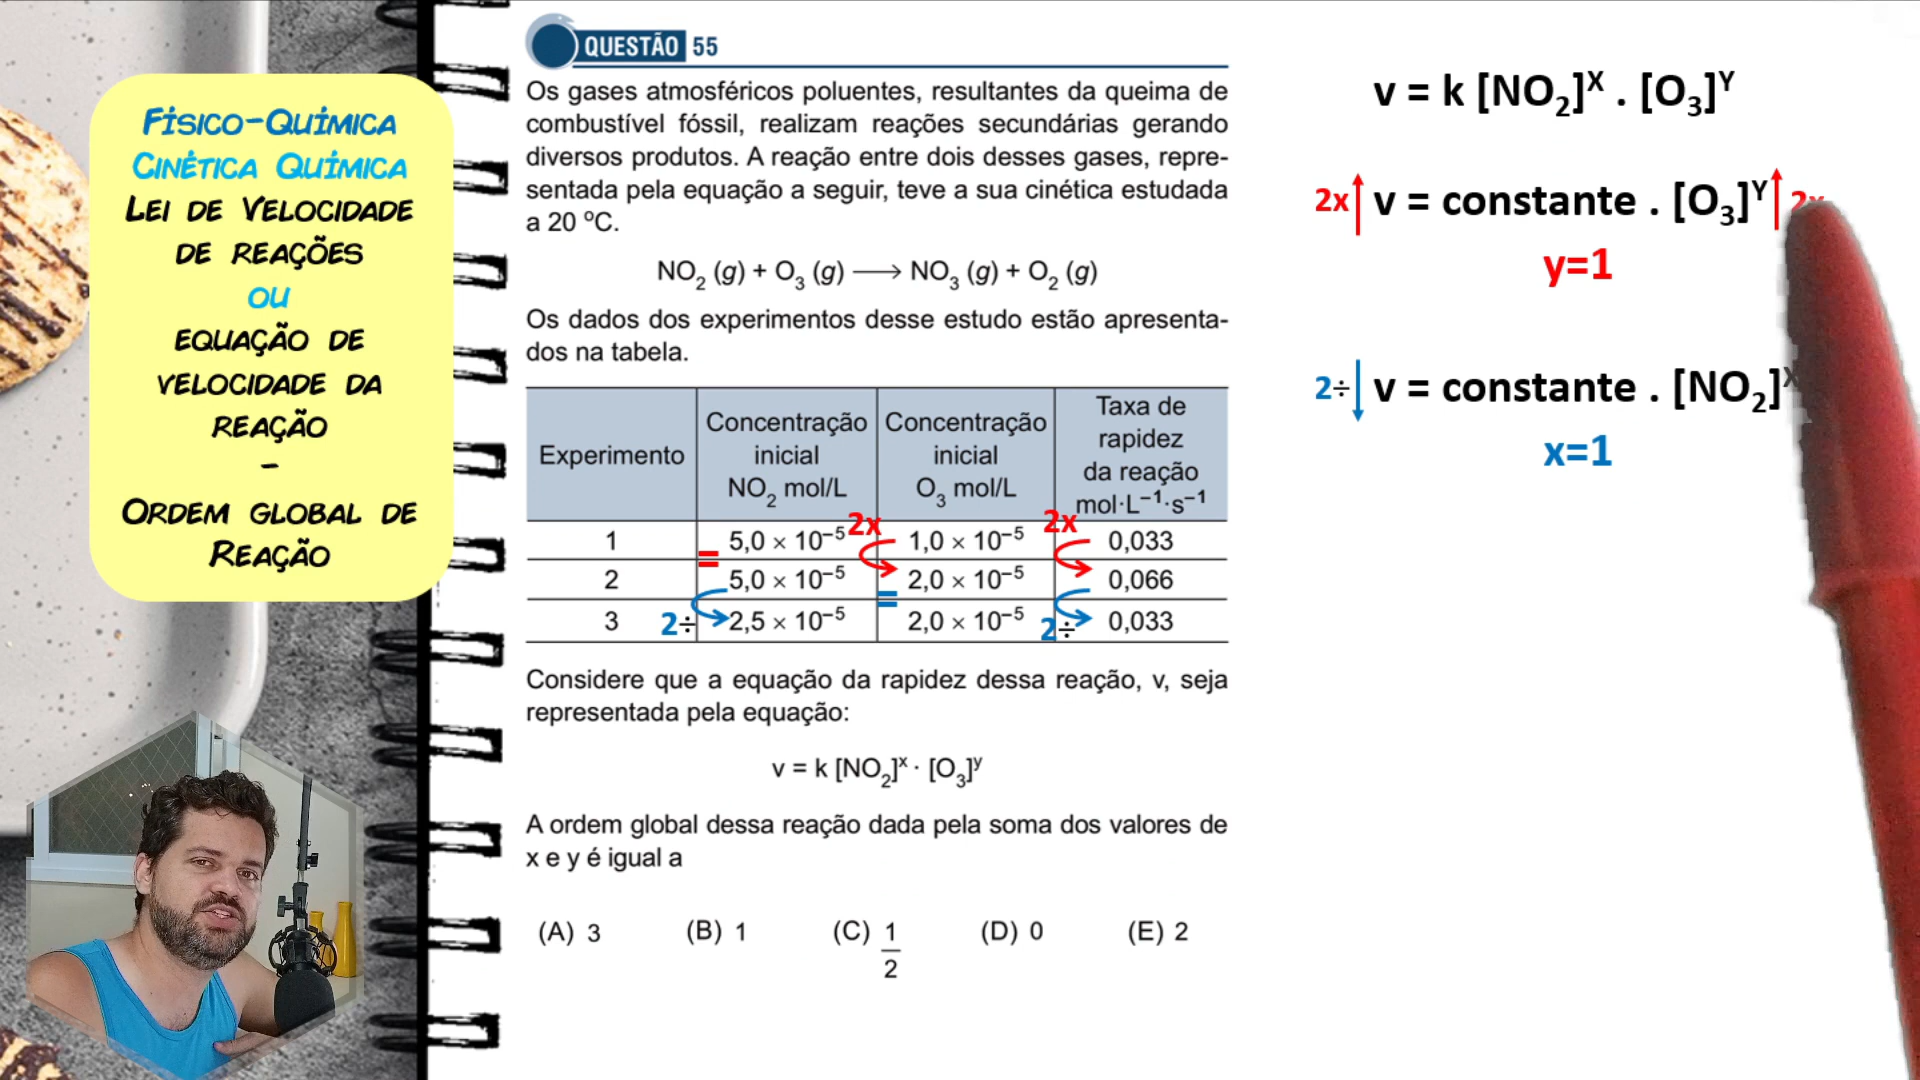 FÍSICO-QUÍMICA
CINÉTICA QUÍMICA
LEI DE VELOCIDADE
DE REAÇÕES
OU
EQUAÇÃO DE
VELOCIDADE DA
REAÇÃO
-
ORDEM GLOBAL DE
REAÇÃO
QUESTÃO 55
Os gases atmosféricos poluentes, resultantes da queima de
combustível fóssil, realizam reações secundárias gerando
diversos produtos. A reação entre dois desses gases, repre-
sentada pela equação a seguir, teve a sua cinética estudada
a 20 ºC.
NO₂ (g) + O₃ (g) ⟶ NO₃ (g) + O₂ (g)
Os dados dos experimentos desse estudo estão apresenta-
dos na tabela.
Experimento
Concentração
inicial
NO₂ mol/L
Concentração
inicial
O₃ mol/L
Taxa de
rapidez
da reação
mol·L⁻¹·s⁻¹
1 5,0 × 10⁻⁵ 2x 1,0 × 10⁻⁵ 2x 0,033
=
2 5,0 × 10⁻⁵ 2,0 × 10⁻⁵ 0,066
=
3 2÷ 2,5 × 10⁻⁵ 2,0 × 10⁻⁵ 2÷ 0,033
Considere que a equação da rapidez dessa reação, v, seja
representada pela equação:
v = k [NO₂]ˣ · [O₃]ʸ
A ordem global dessa reação dada pela soma dos valores de
x e y é igual a
(A) 3 (B) 1 (C) 1/2 (D) 0 (E) 2
v = k [NO₂]ˣ . [O₃]ʸ
2x v = constante . [O₃]ʸ 2x
y=1
2÷ v = constante . [NO₂]ˣ
x=1